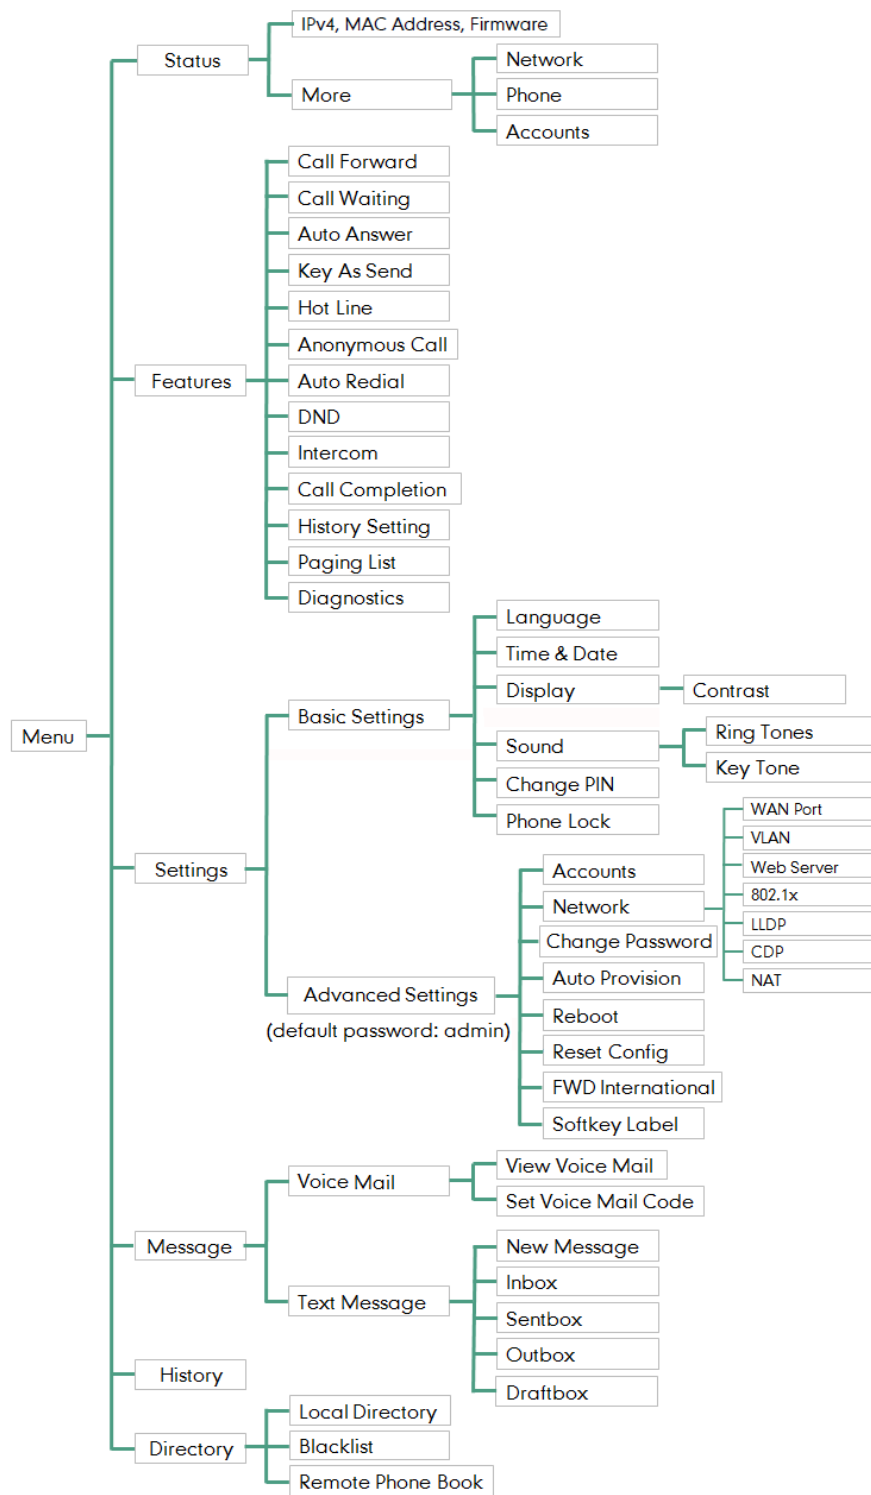 IPv4, MAC Address, Firmware
Status
Network
More
Phone
Accounts
Call Forward
Call Waiting
Auto Answer
Key As Send
Hot Line
Anonymous Call
Features
Auto Redial
DND
Intercom
Call Completion
History Setting
Paging List
Diagnostics
Language
Time & Date
Display
Contrast
Basic Settings
Menu
Sound
Ring Tones
Key Tone
Change PIN
Phone Lock
WAN Port
VLAN
Web Server
802.1x
LLDP
CDP
NAT
Settings
Accounts
Network
Change Password
Auto Provision
Advanced Settings
(default password: admin)
Reboot
Reset Config
FWD International
Softkey Label
Voice Mail
View Voice Mail
Set Voice Mail Code
Message
New Message
Inbox
Text Message
Sentbox
Outbox
Draftbox
History
Local Directory
Directory
Blacklist
Remote Phone Book